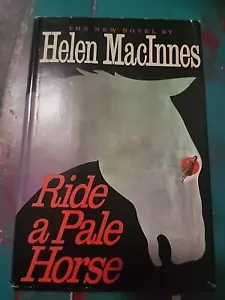 THE NEW NOVEL BY
Helen MacInnes
Ride
a Pale
Horse